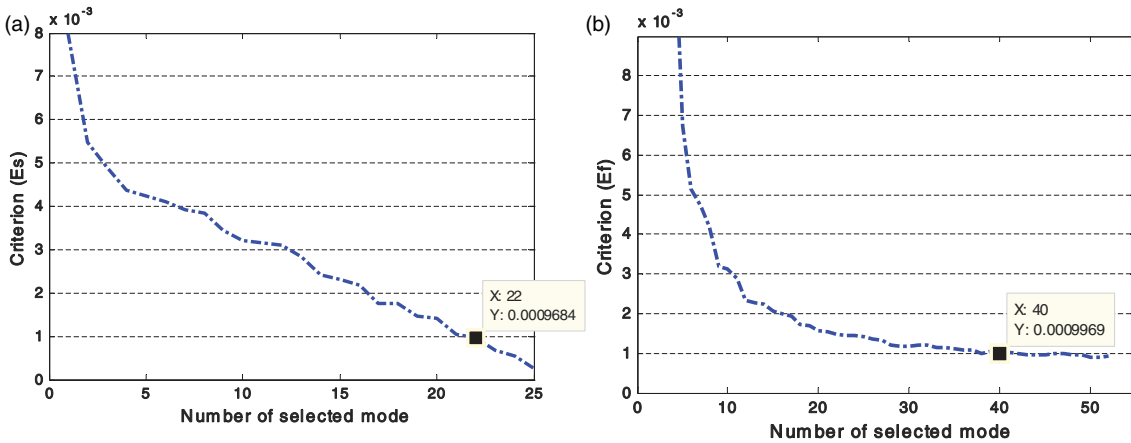 (a)
x 10⁻³
8
7
6
5
4
3
2
1
0
0 5 10 15 20 25
Criterion (Es)
Number of selected mode
X: 22
Y: 0.0009684
(b)
x 10⁻³
8
7
6
5
4
3
2
1
0
0 10 20 30 40 50
Criterion (Ef)
Number of selected mode
X: 40
Y: 0.0009969